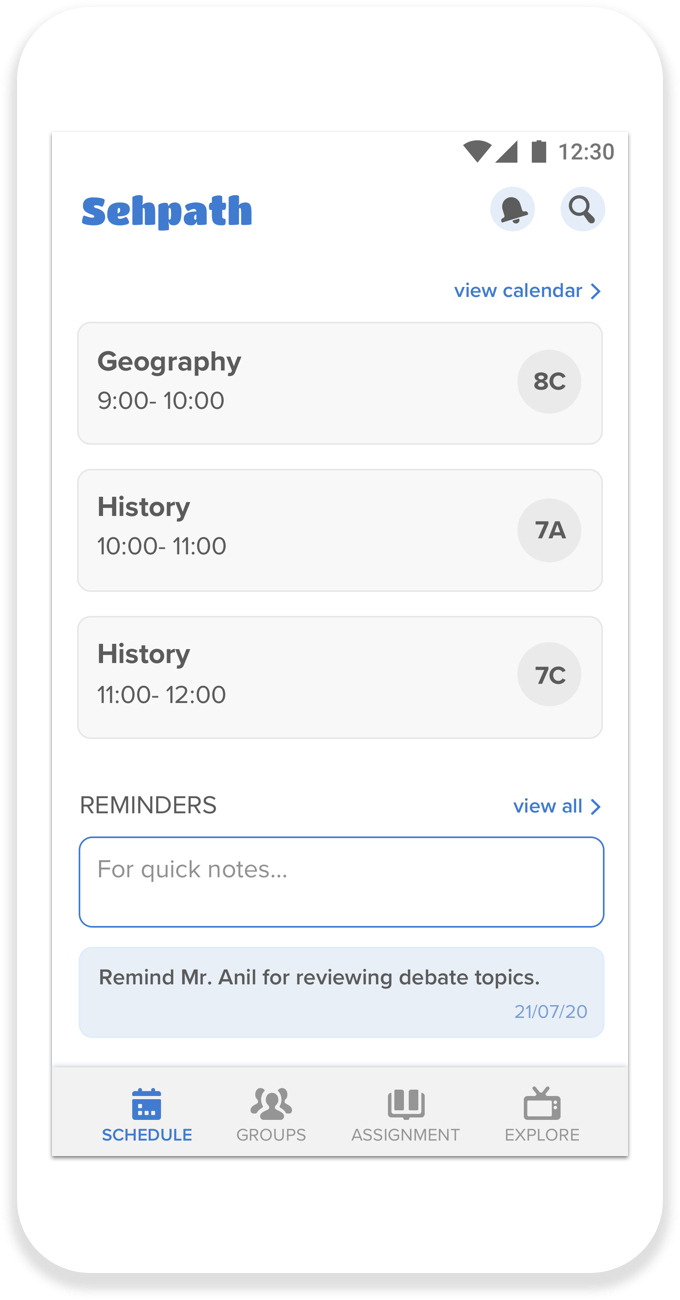 12:30
Sehpath
view calendar >
Geography
9:00- 10:00
8C
History
10:00- 11:00
7A
History
11:00- 12:00
7C
REMINDERS
view all >
For quick notes...
Remind Mr. Anil for reviewing debate topics.
21/07/20
SCHEDULE
GROUPS
ASSIGNMENT
EXPLORE